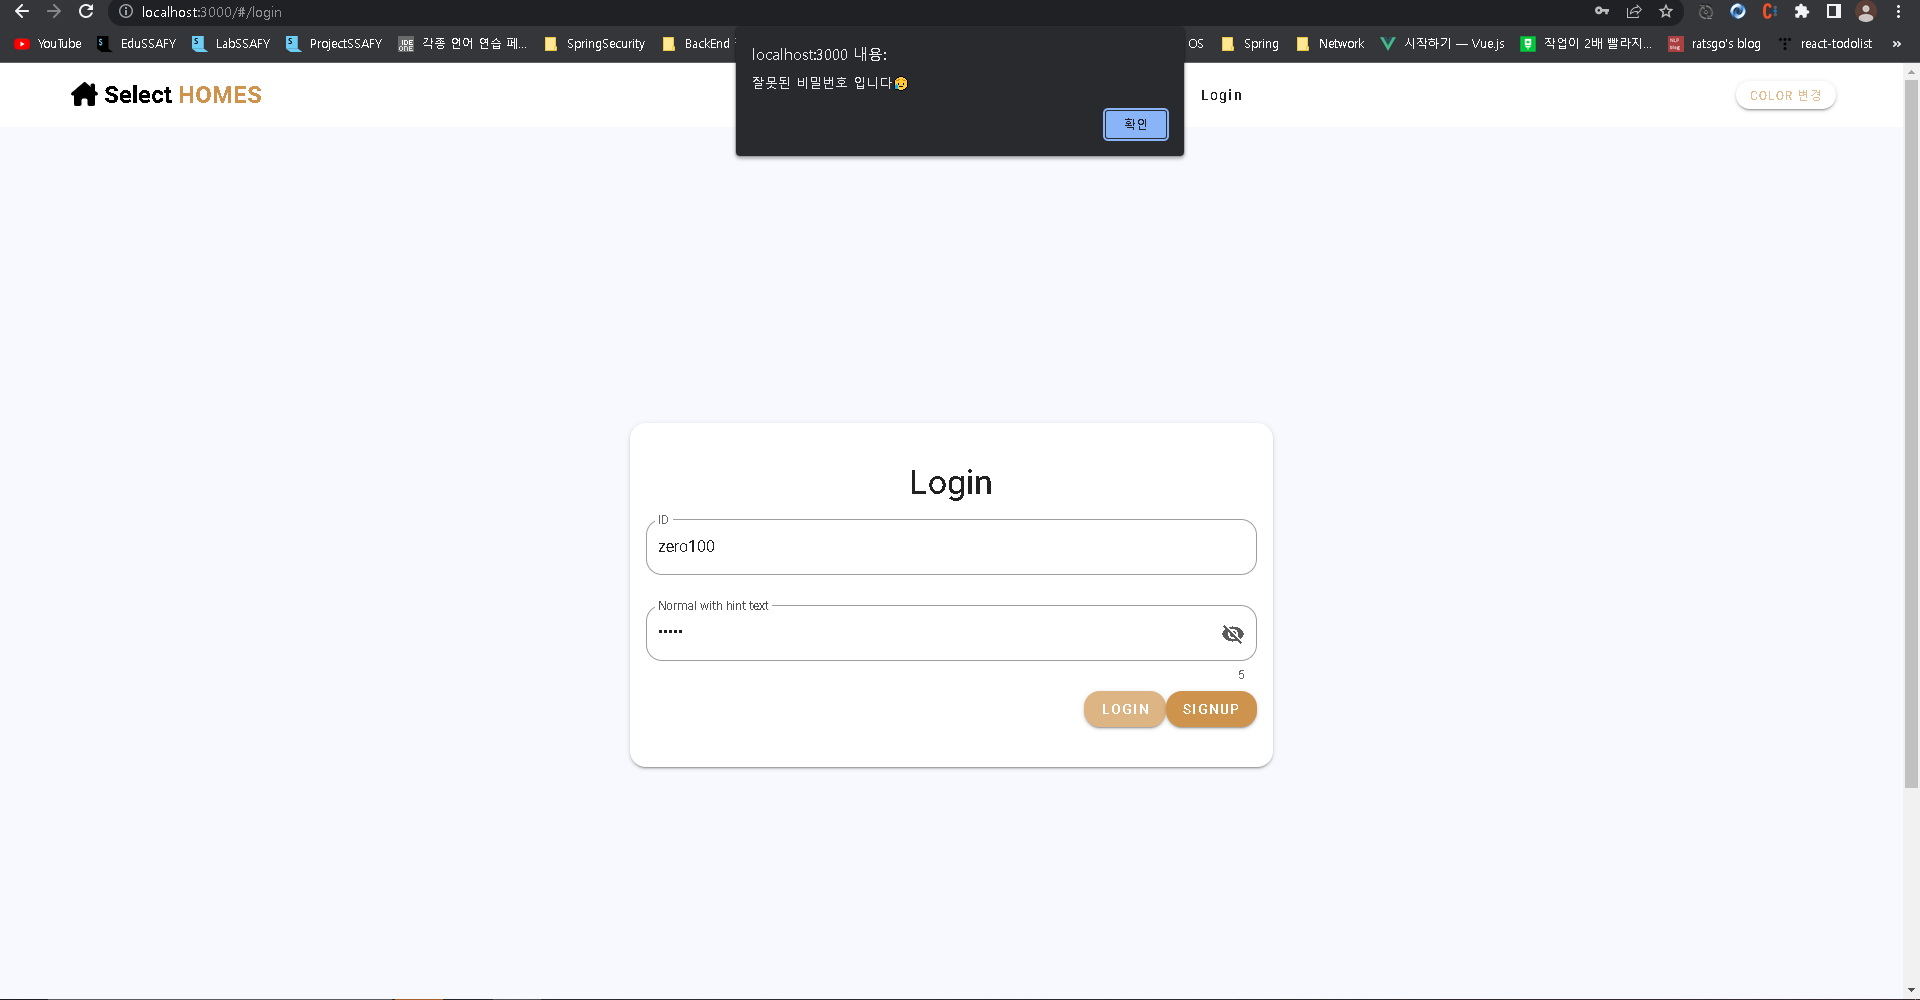 localhost:3000/#/login
YouTube EduSSAFY LabSSAFY ProjectSSAFY 각종 언어 연습 페... SpringSecurity BackEnd OS Spring Network 시작하기 — Vue.js 작업이 2배 빨라지... ratsgo's blog react-todolist »
localhost:3000 내용:
잘못된 비밀번호 입니다😥
확인
Select HOMES Login COLOR 변경
Login
ID
zero100
Normal with hint text
•••••
5
LOGIN SIGNUP